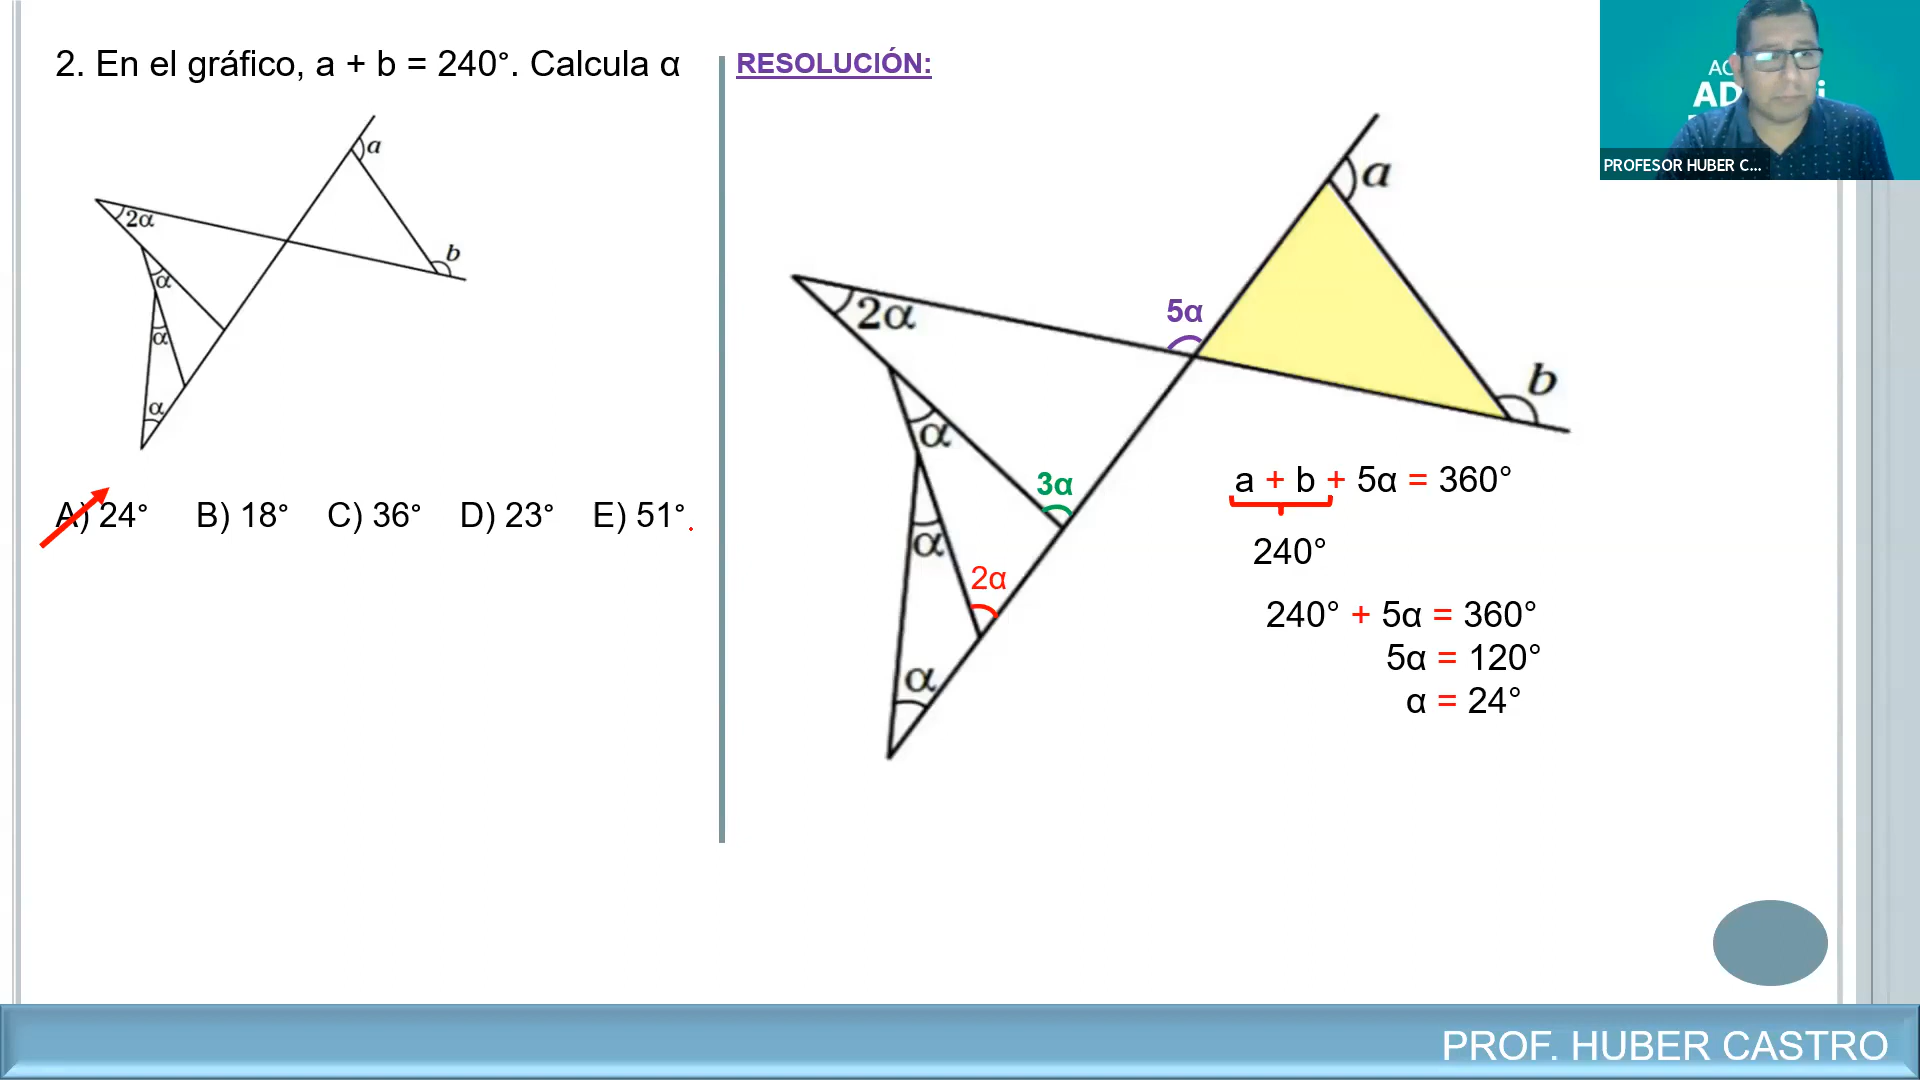 2. En el gráfico, a + b = 240°. Calcula α
a
2α
b
α
α
α
A) 24° B) 18° C) 36° D) 23° E) 51°.
RESOLUCIÓN:
a
5α
2α
b
α
3α
α
2α
α
a + b + 5α = 360°
240°
240° + 5α = 360°
5α = 120°
α = 24°
PROFESOR HUBER C...
PROF. HUBER CASTRO